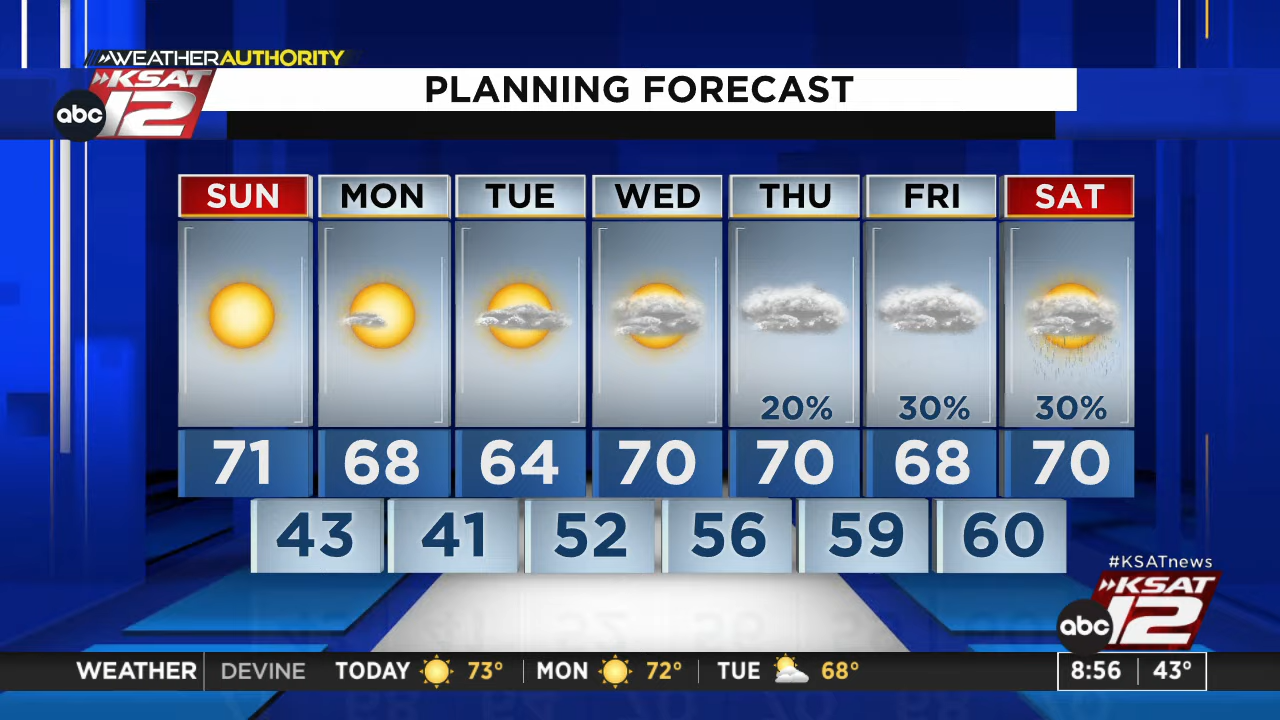 WEATHERAUTHORITY
KSAT
abc 12
PLANNING FORECAST
SUN MON TUE WED THU FRI SAT
20% 30% 30%
71 68 64 70 70 68 70
43 41 52 56 59 60
#KSATnews
KSAT
abc 12
WEATHER DEVINE TODAY 73° MON 72° TUE 68° 8:56 43°